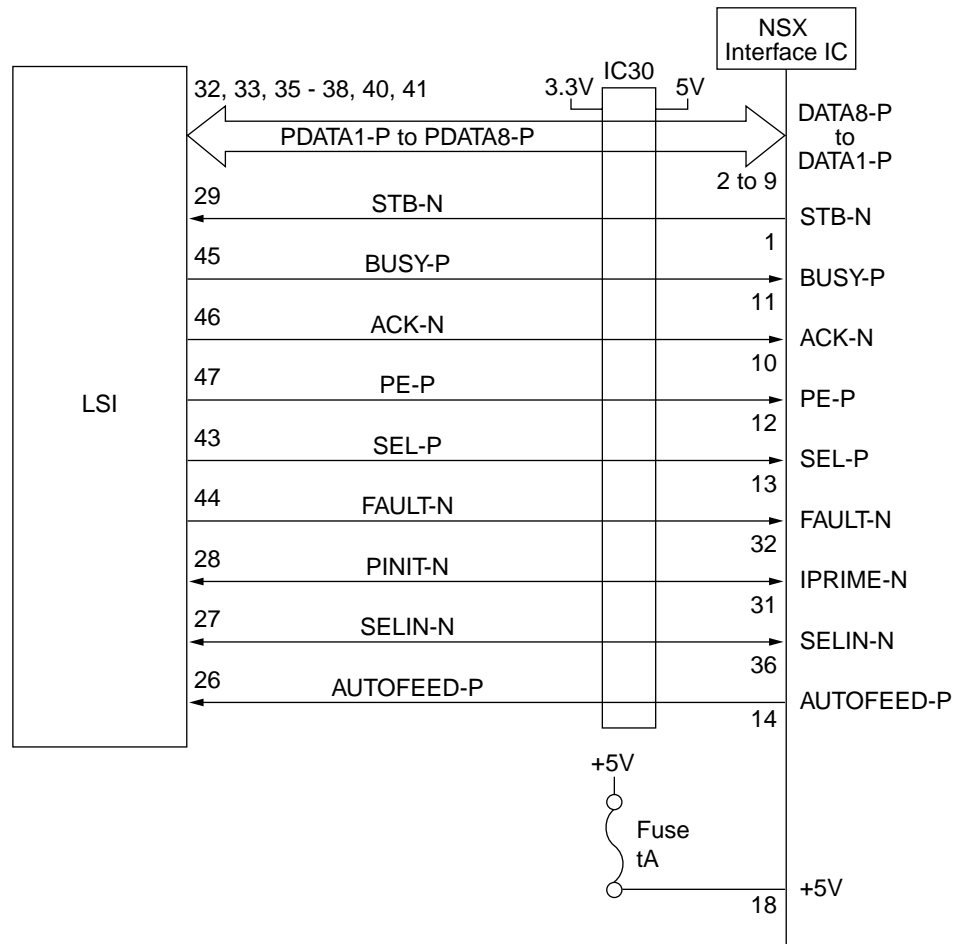 NSX
Interface IC
IC30
3.3V 5V
32, 33, 35 - 38, 40, 41
PDATA1-P to PDATA8-P
DATA8-P
to
DATA1-P
2 to 9
29 STB-N STB-N
1
45 BUSY-P BUSY-P
11
46 ACK-N ACK-N
10
47 PE-P PE-P
12
LSI
43 SEL-P SEL-P
13
44 FAULT-N FAULT-N
32
28 PINIT-N IPRIME-N
31
27 SELIN-N SELIN-N
36
26 AUTOFEED-P AUTOFEED-P
14
+5V
Fuse
tA
+5V
18